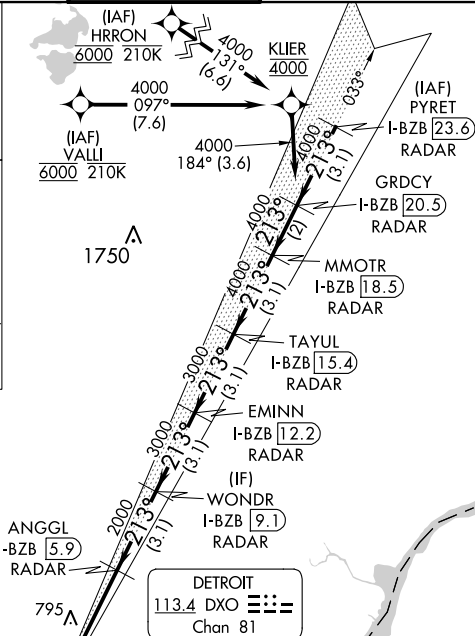 (IAF)
HRRON
6000 210K
4000
131°
(6.6)
KLIER
4000
4000
097°
(7.6)
(IAF)
VALLI
6000 210K
4000
184° (3.6)
033°
(IAF)
PYRET
I-BZB 23.6
RADAR
4000
213°
(3.1)
GRDCY
I-BZB 20.5
RADAR
4000
213°
(2)
MMOTR
I-BZB 18.5
RADAR
1750
4000
213°
(3.1)
TAYUL
I-BZB 15.4
RADAR
3000
213°
(3.1)
EMINN
I-BZB 12.2
RADAR
3000
213°
(3.1)
(IF)
WONDR
I-BZB 9.1
RADAR
2000
213°
(3.1)
ANGGL
-BZB 5.9
RADAR
795
DETROIT
113.4 DXO
Chan 81